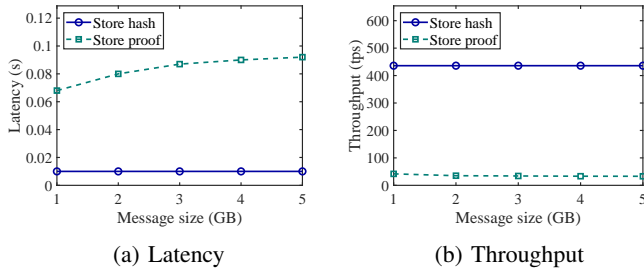 0.12
0.1
0.08
0.06
0.04
0.02
0
Latency (s)
Store hash
Store proof
1 2 3 4 5
Message size (GB)
(a) Latency
600
500
400
300
200
100
0
Throughput (tps)
Store hash
Store proof
1 2 3 4 5
Message size (GB)
(b) Throughput